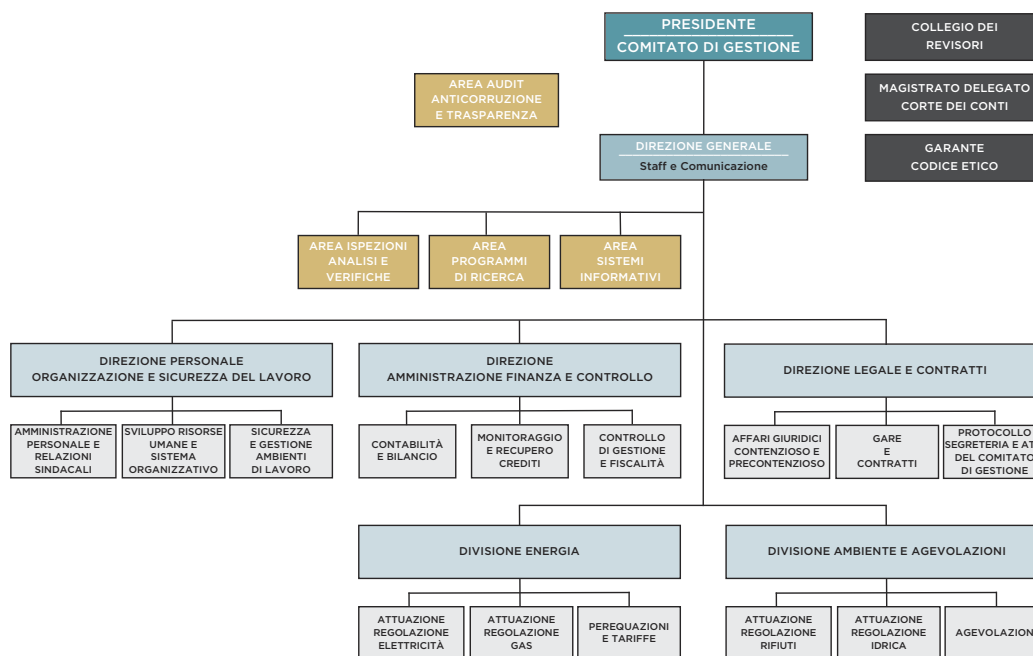 PRESIDENTE
COMITATO DI GESTIONE
COLLEGIO DEI
REVISORI
AREA AUDIT
ANTICORRUZIONE
E TRASPARENZA
MAGISTRATO DELEGATO
CORTE DEI CONTI
DIREZIONE GENERALE
Staff e Comunicazione
GARANTE
CODICE ETICO
AREA ISPEZIONI
ANALISI E
VERIFICHE
AREA
PROGRAMMI
DI RICERCA
AREA
SISTEMI
INFORMATIVI
DIREZIONE PERSONALE
ORGANIZZAZIONE E SICUREZZA DEL LAVORO
DIREZIONE
AMMINISTRAZIONE FINANZA E CONTROLLO
DIREZIONE LEGALE E CONTRATTI
AMMINISTRAZIONE
PERSONALE E
RELAZIONI
SINDACALI
SVILUPPO RISORSE
UMANE E
SISTEMA
ORGANIZZATIVO
SICUREZZA
E GESTIONE
AMBIENTI
DI LAVORO
CONTABILITÀ
E BILANCIO
MONITORAGGIO
E RECUPERO
CREDITI
CONTROLLO
DI GESTIONE
E FISCALITÀ
AFFARI GIURIDICI
CONTENZIOSO E
PRECONTENZIOSO
GARE
E
CONTRATTI
PROTOCOLLO
SEGRETERIA E
DEL COMITATO
DI GESTIONE
DIVISIONE ENERGIA
DIVISIONE AMBIENTE E AGEVOLAZIONI
ATTUAZIONE
REGOLAZIONE
ELETTRICITÀ
ATTUAZIONE
REGOLAZIONE
GAS
PEREQUAZIONI
E TARIFFE
ATTUAZIONE
REGOLAZIONE
RIFIUTI
ATTUAZIONE
REGOLAZIONE
IDRICA